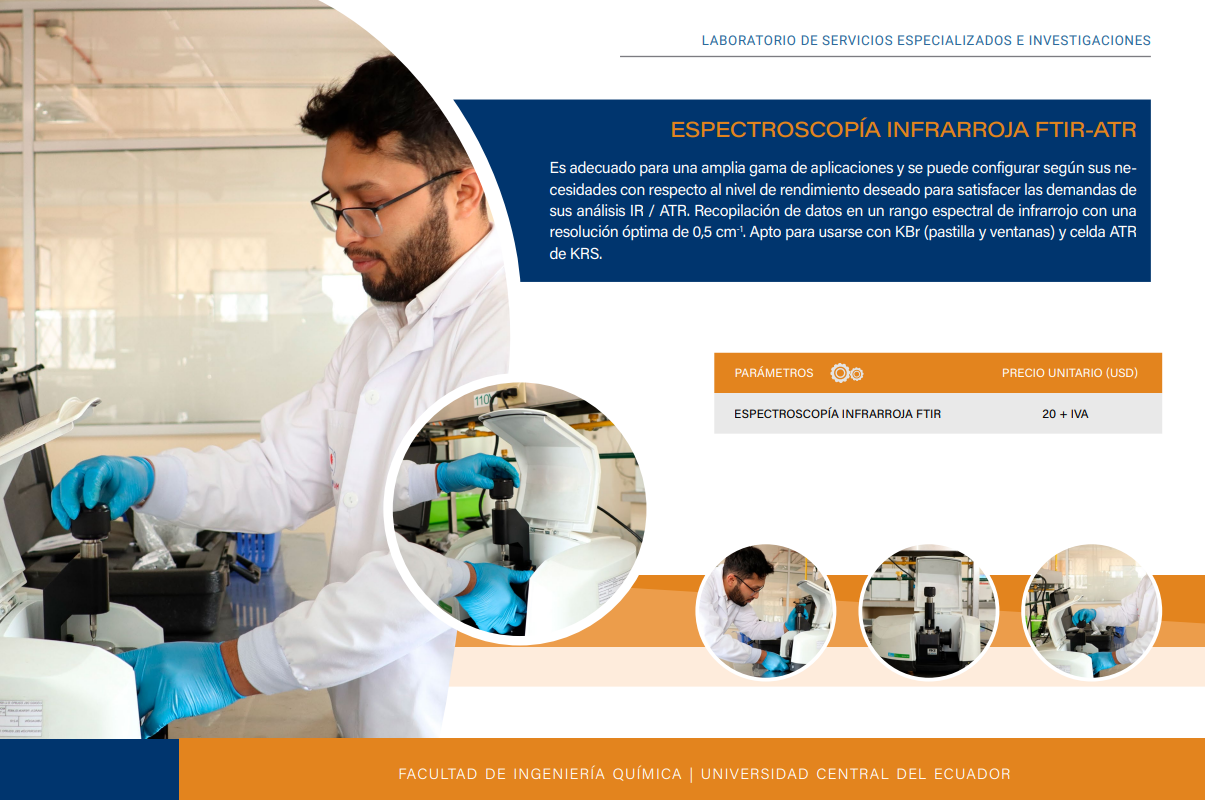 LABORATORIO DE SERVICIOS ESPECIALIZADOS E INVESTIGACIONES
ESPECTROSCOPÍA INFRARROJA FTIR-ATR
Es adecuado para una amplia gama de aplicaciones y se puede configurar según sus ne-
cesidades con respecto al nivel de rendimiento deseado para satisfacer las demandas de
sus análisis IR / ATR. Recopilación de datos en un rango espectral de infrarrojo con una
resolución óptima de 0,5 cm⁻¹. Apto para usarse con KBr (pastilla y ventanas) y celda ATR
de KRS.
PARÁMETROS PRECIO UNITARIO (USD)
ESPECTROSCOPÍA INFRARROJA FTIR 20 + IVA
110V
FACULTAD DE INGENIERÍA QUÍMICA | UNIVERSIDAD CENTRAL DEL ECUADOR